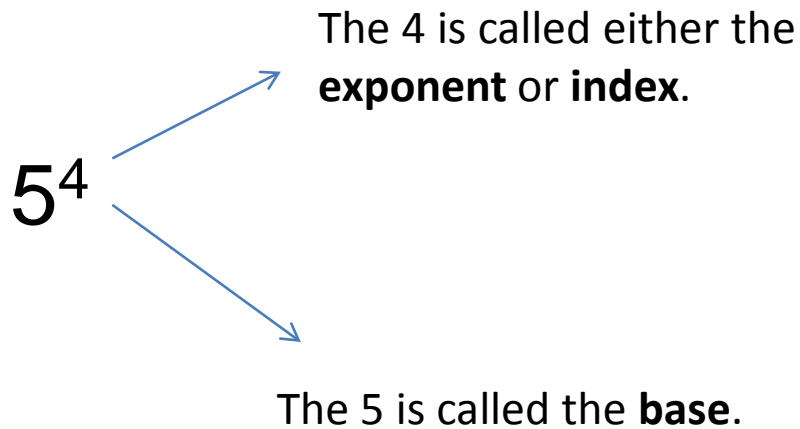 The 4 is called either the
exponent or index.
5⁴
The 5 is called the base.